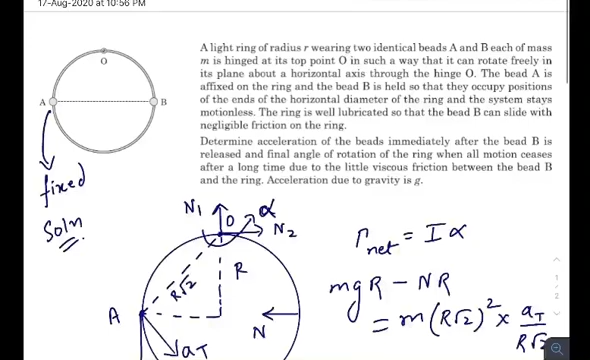 17-Aug-2020 at 10:56 PM
O
A
B
A light ring of radius r wearing two identical beads A and B each of mass
m is hinged at its top point O in such a way that it can rotate freely in
its plane about a horizontal axis through the hinge O. The bead A is
affixed on the ring and the bead B is held so that they occupy positions
of the ends of the horizontal diameter of the ring and the system stays
motionless. The ring is well lubricated so that the bead B can slide with
negligible friction on the ring.
Determine acceleration of the beads immediately after the bead B is
released and final angle of rotation of the ring when all motion ceases
after a long time due to the little viscous friction between the bead B
and the ring. Acceleration due to gravity is g.
fixed
Soln
N₁
O
α
N₂
R√2
R
A
N
a_T
Γnet = Iα
mgR - NR
= m(R√2)² × a_T/R√2
1
2